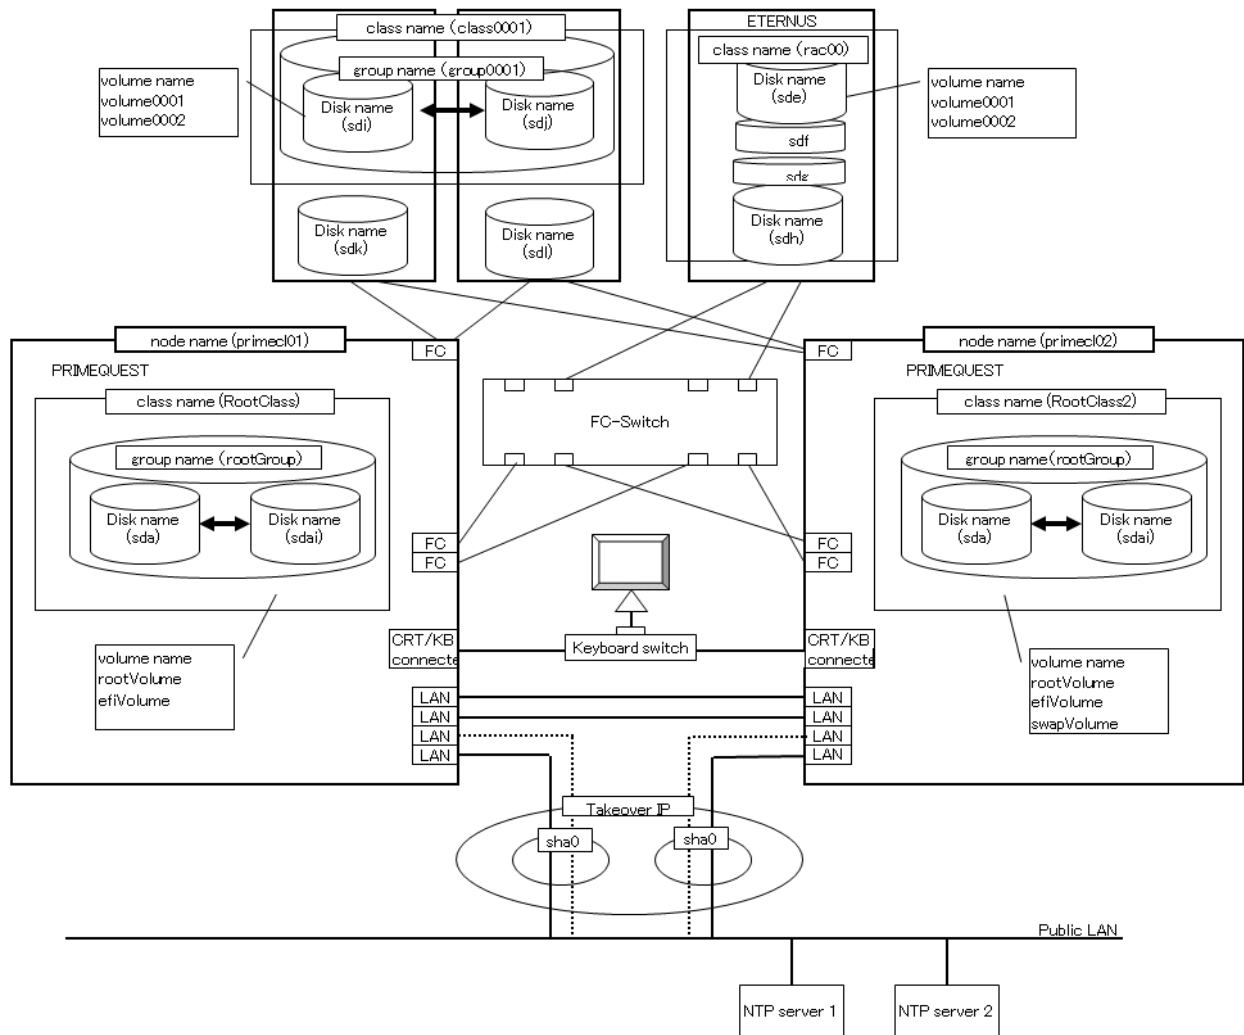 class name (class0001)
group name (group0001)
volume name
volume0001
volume0002
Disk name
(sdi)
Disk name
(sdj)
Disk name
(sdk)
Disk name
(sdl)
ETERNUS
class name (rac00)
Disk name
(sde)
sdf
sdg
Disk name
(sdh)
volume name
volume0001
volume0002
node name (primecl01)
FC
PRIMEQUEST
class name (RootClass)
group name (rootGroup)
Disk name
(sda)
Disk name
(sdai)
FC
FC
volume name
rootVolume
efiVolume
CRT/KB
connecte
LAN
LAN
LAN
LAN
FC-Switch
Keyboard switch
node name (primecl02)
FC
PRIMEQUEST
class name (RootClass2)
group name(rootGroup)
Disk name
(sda)
Disk name
(sdai)
FC
FC
CRT/KB
connecte
volume name
rootVolume
efiVolume
swapVolume
LAN
LAN
LAN
LAN
Takeover IP
sha0
sha0
Public LAN
NTP server 1
NTP server 2